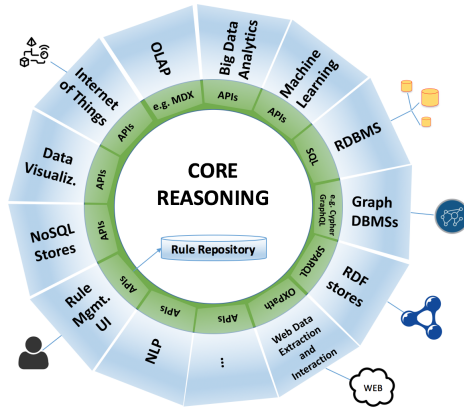 CORE
REASONING
Rule Repository
OLAP
e.g. MDX
Big Data
Analytics
APIs
Machine
Learning
APIs
RDBMS
SQL
Graph
DBMSs
e.g. Cypher
GraphQL
RDF
stores
SPARQL
Web Data
Extraction
and
Interaction
OXPath
WEB
...
APIs
NLP
APIs
Rule
Mgmt.
UI
APIs
NoSQL
Stores
APIs
Data
Visualiz.
APIs
Internet
of Things
APIs